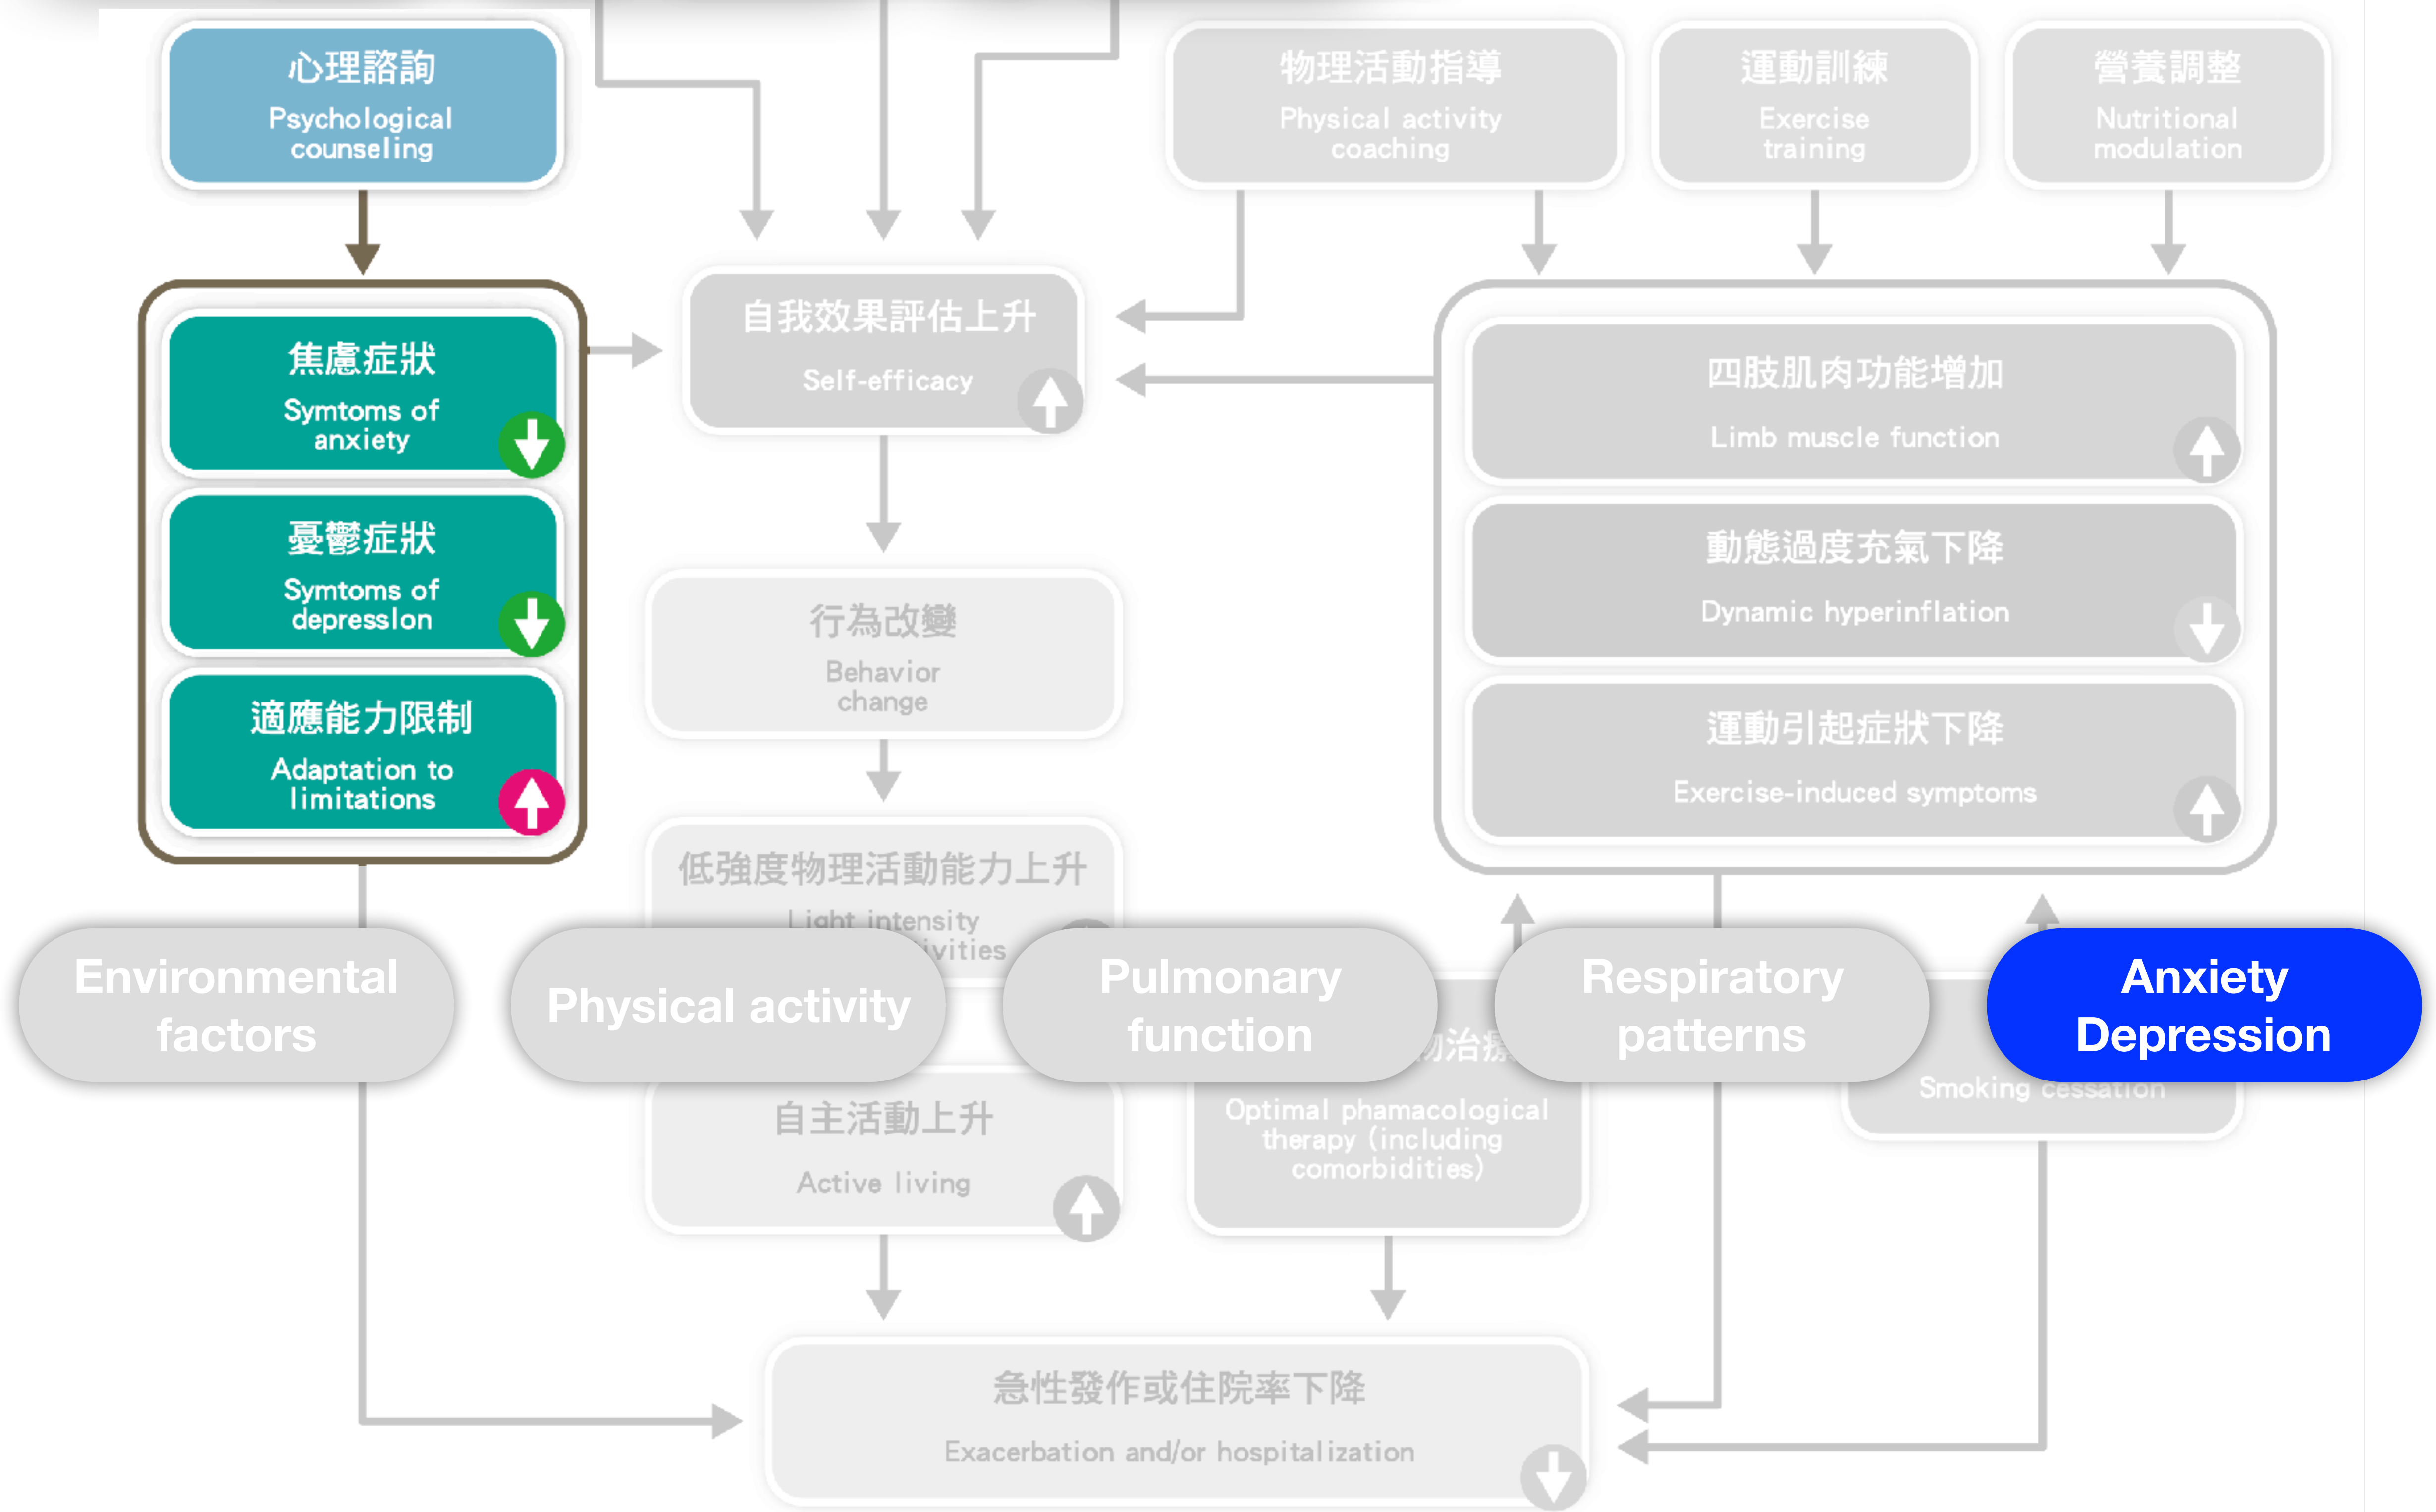 心理諮詢
Psychological
counseling
物理活動指導
Physical activity
coaching
運動訓練
Exercise
training
營養調整
Nutritional
modulation
焦慮症狀
Symtoms of
anxiety
憂鬱症狀
Symtoms of
depresslon
適應能力限制
Adaptation to
limitations
自我效果評估上升
Self-efficacy
行為改變
Behavior
change
低強度物理活動能力上升
Light intensity
四肢肌肉功能增加
Limb muscle function
動態過度充氣下降
Dynamic hyperinflation
運動引起症狀下降
Exercise-induced symptoms
Environmental
factors
Physical activity
Pulmonary
function
Respiratory
patterns
Anxiety
Depression
自主活動上升
Active living
Optimal phamacological
therapy (including
comorbidities)
Smoking cessation
急性發作或住院率下降
Exacerbation and/or hospitalization